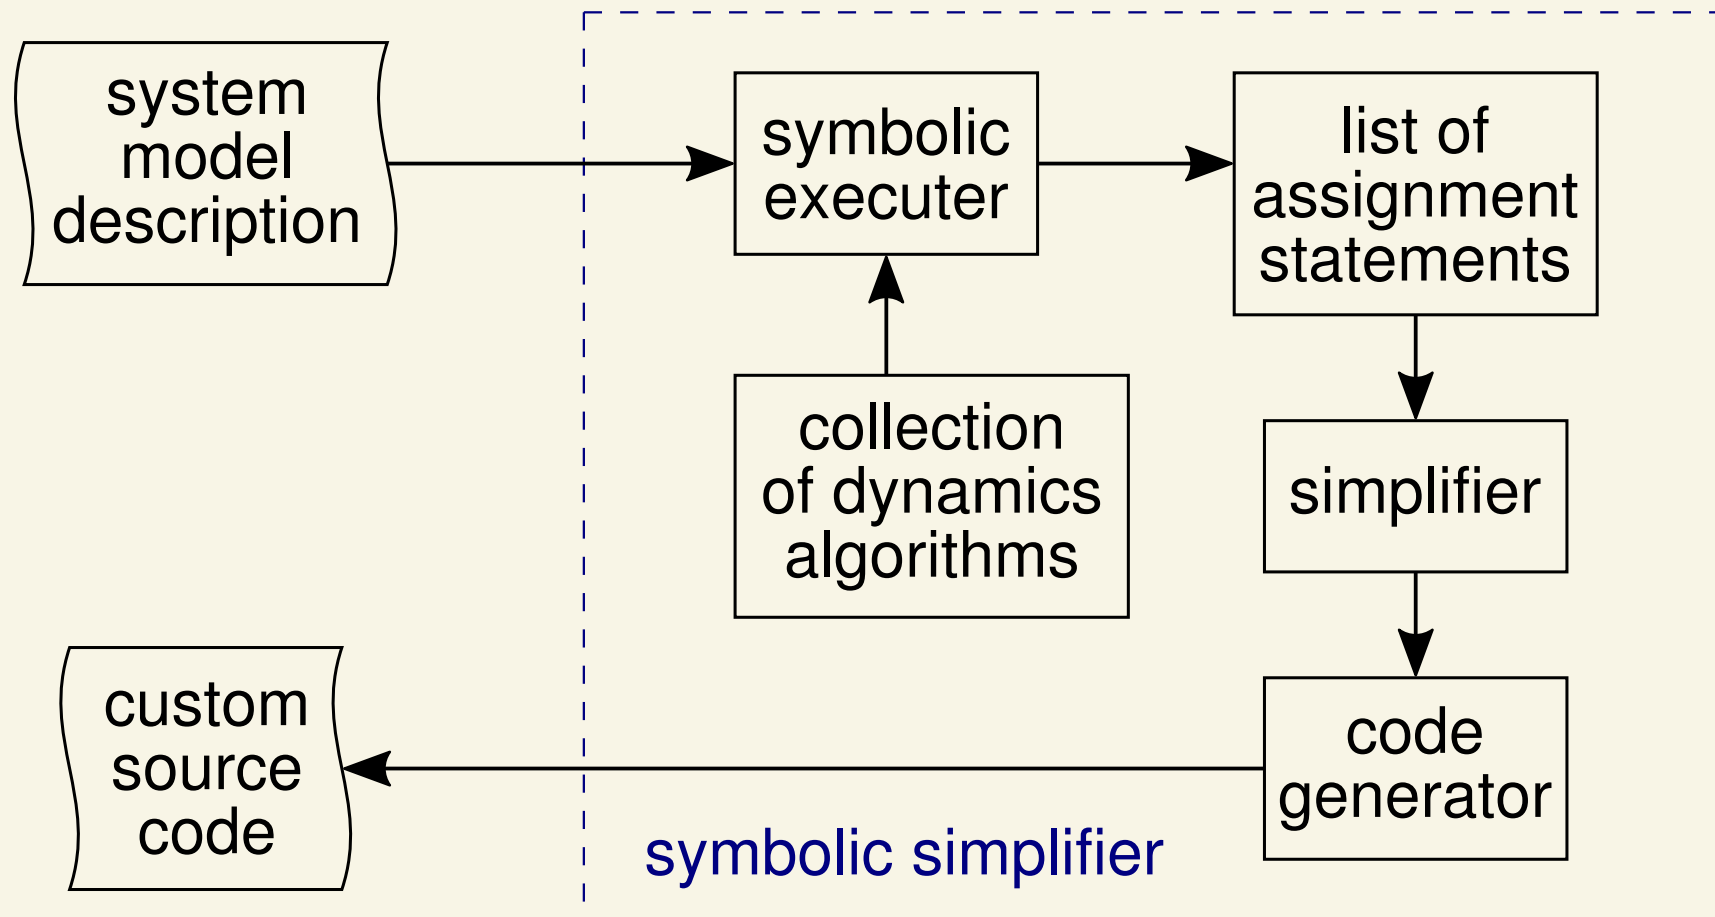 system
model
description
symbolic
executer
list of
assignment
statements
collection
of dynamics
algorithms
simplifier
custom
source
code
code
generator
symbolic simplifier